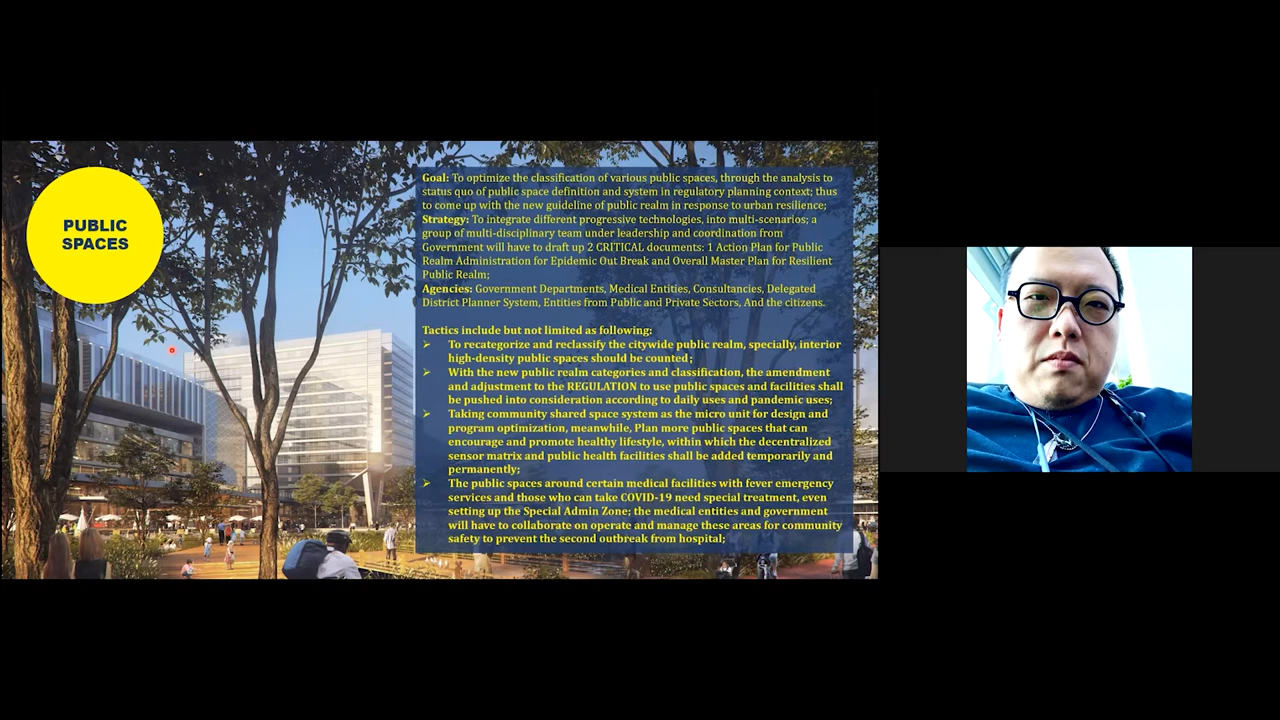 PUBLIC
SPACES
Goal: To optimize the classification of various public spaces, through the analysis to
status quo of public space definition and system in regulatory planning context; thus
to come up with the new guideline of public realm in response to urban resilience;
Strategy: To integrate different progressive technologies, into multi-scenarios; a
group of multi-disciplinary team under leadership and coordination from
Government will have to draft up 2 CRITICAL documents: 1 Action Plan for Public
Realm Administration for Epidemic Out Break and Overall Master Plan for Resilient
Public Realm;
Agencies: Government Departments, Medical Entities, Consultancies, Delegated
District Planner System, Entities from Public and Private Sectors, And the citizens.
Tactics include but not limited as following:
➢ To recategorize and reclassify the citywide public realm, specially, interior
high-density public spaces should be counted;
➢ With the new public realm categories and classification, the amendment
and adjustment to the REGULATION to use public spaces and facilities shall
be pushed into consideration according to daily uses and pandemic uses;
➢ Taking community shared space system as the micro unit for design and
program optimization, meanwhile, Plan more public spaces that can
encourage and promote healthy lifestyle, within which the decentralized
sensor matrix and public health facilities shall be added temporarily and
permanently;
➢ The public spaces around certain medical facilities with fever emergency
services and those who can take COVID-19 need special treatment, even
setting up the Special Admin Zone; the medical entities and government
will have to collaborate on operate and manage these areas for community
safety to prevent the second outbreak from hospital;